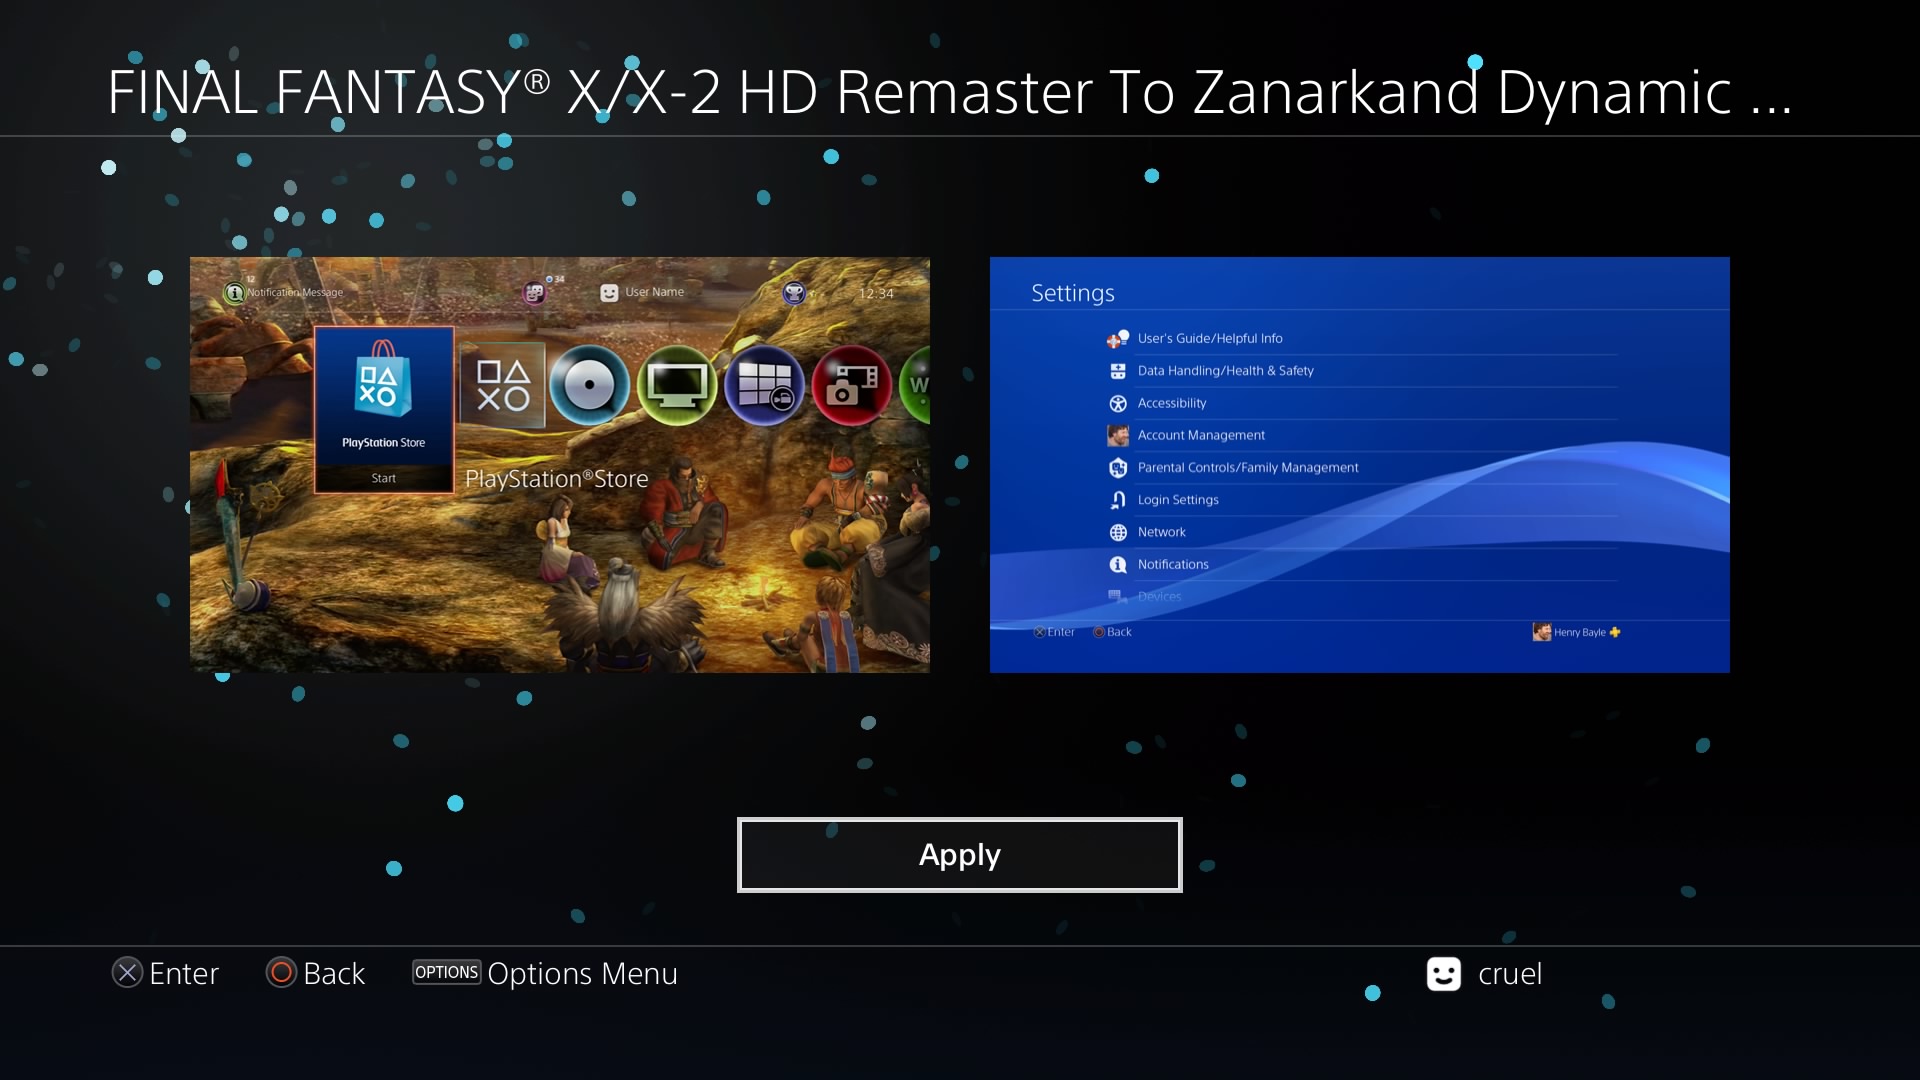 FINAL FANTASY® X/X-2 HD Remaster To Zanarkand Dynamic ...
12
Notification Message
34
User Name
12:34
PlayStation Store
Start
W
PlayStation®Store
Settings
User's Guide/Helpful Info
Data Handling/Health & Safety
Accessibility
Account Management
Parental Controls/Family Management
Login Settings
Network
Notifications
Devices
Enter
Back
Henry Bayle
Apply
Enter
Back
OPTIONS Options Menu
cruel